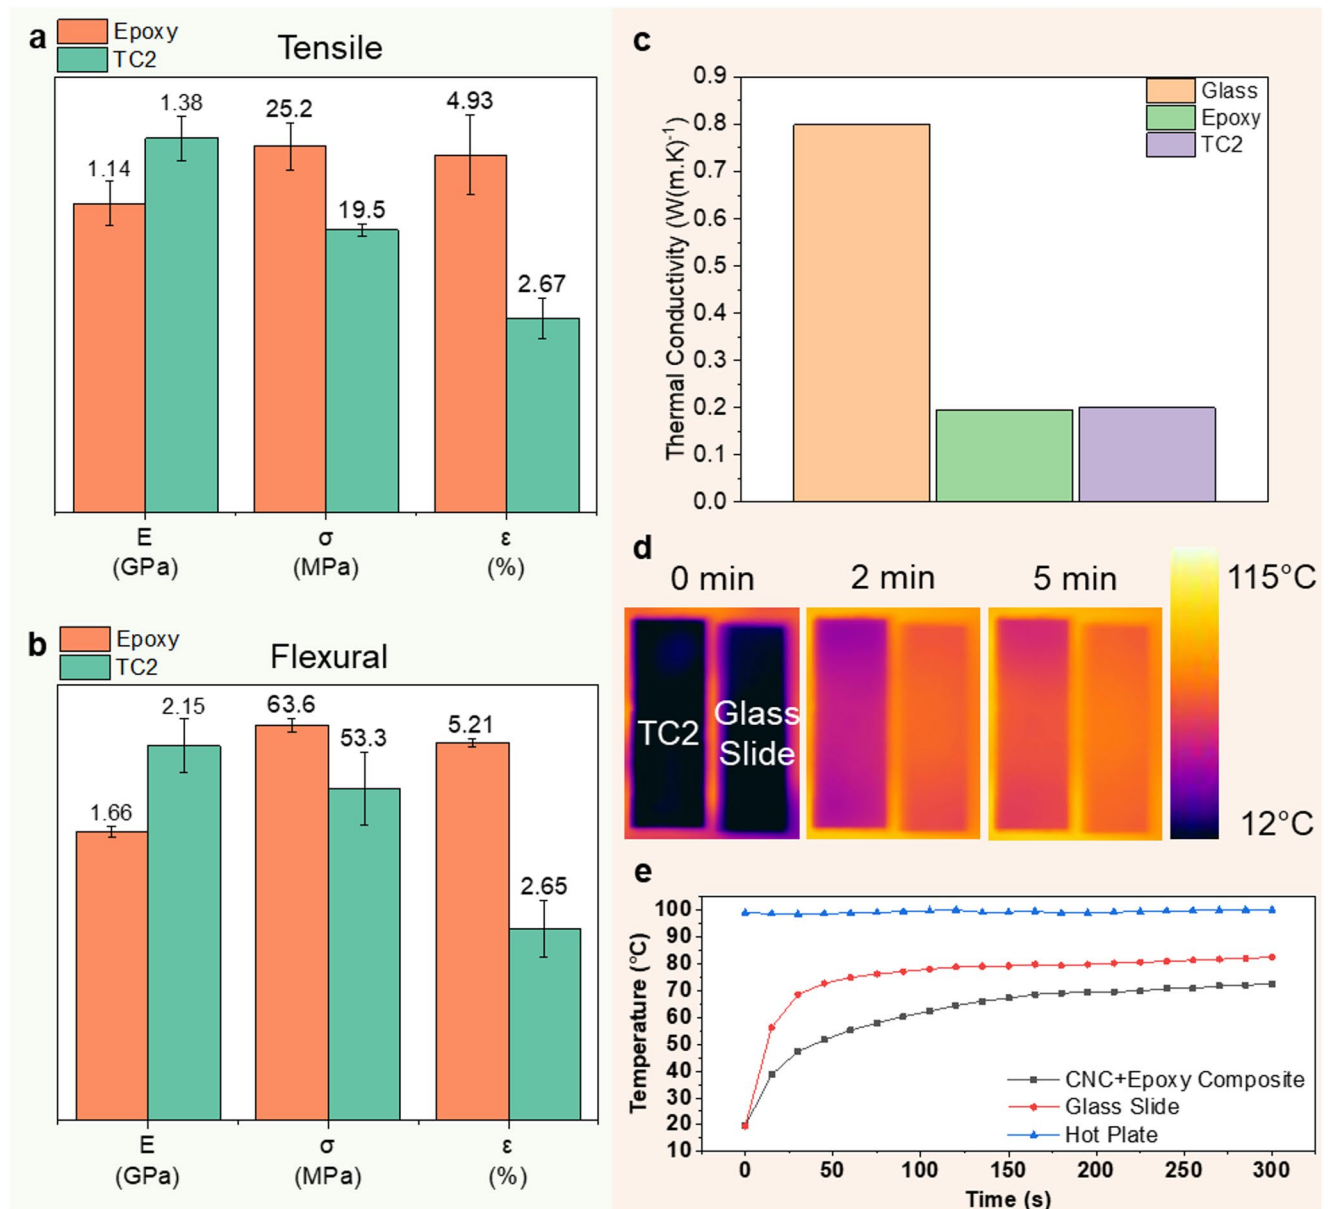 a
Epoxy
TC2
Tensile
1.14
1.38
25.2
19.5
4.93
2.67
E
(GPa)
σ
(MPa)
ε
(%)
b
Epoxy
TC2
Flexural
1.66
2.15
63.6
53.3
5.21
2.65
E
(GPa)
σ
(MPa)
ε
(%)
c
Thermal Conductivity (W(m.K)⁻¹)
0.9
0.8
0.7
0.6
0.5
0.4
0.3
0.2
0.1
0.0
Glass
Epoxy
TC2
d
0 min
2 min
5 min
TC2
Glass
Slide
115°C
12°C
e
Temperature (°C)
100
90
80
70
60
50
40
30
20
10
CNC+Epoxy Composite
Glass Slide
Hot Plate
0 50 100 150 200 250 300
Time (s)